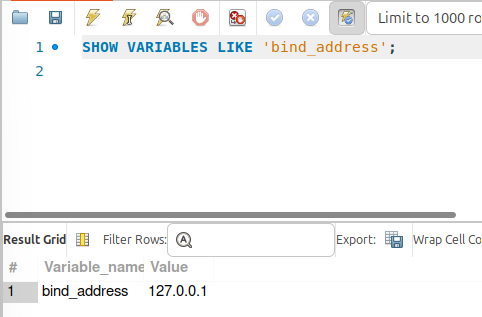 Limit to 1000 ro
1 SHOW VARIABLES LIKE 'bind_address';
2
Result Grid Filter Rows: Export: Wrap Cell Co
# Variable_name Value
1 bind_address 127.0.0.1